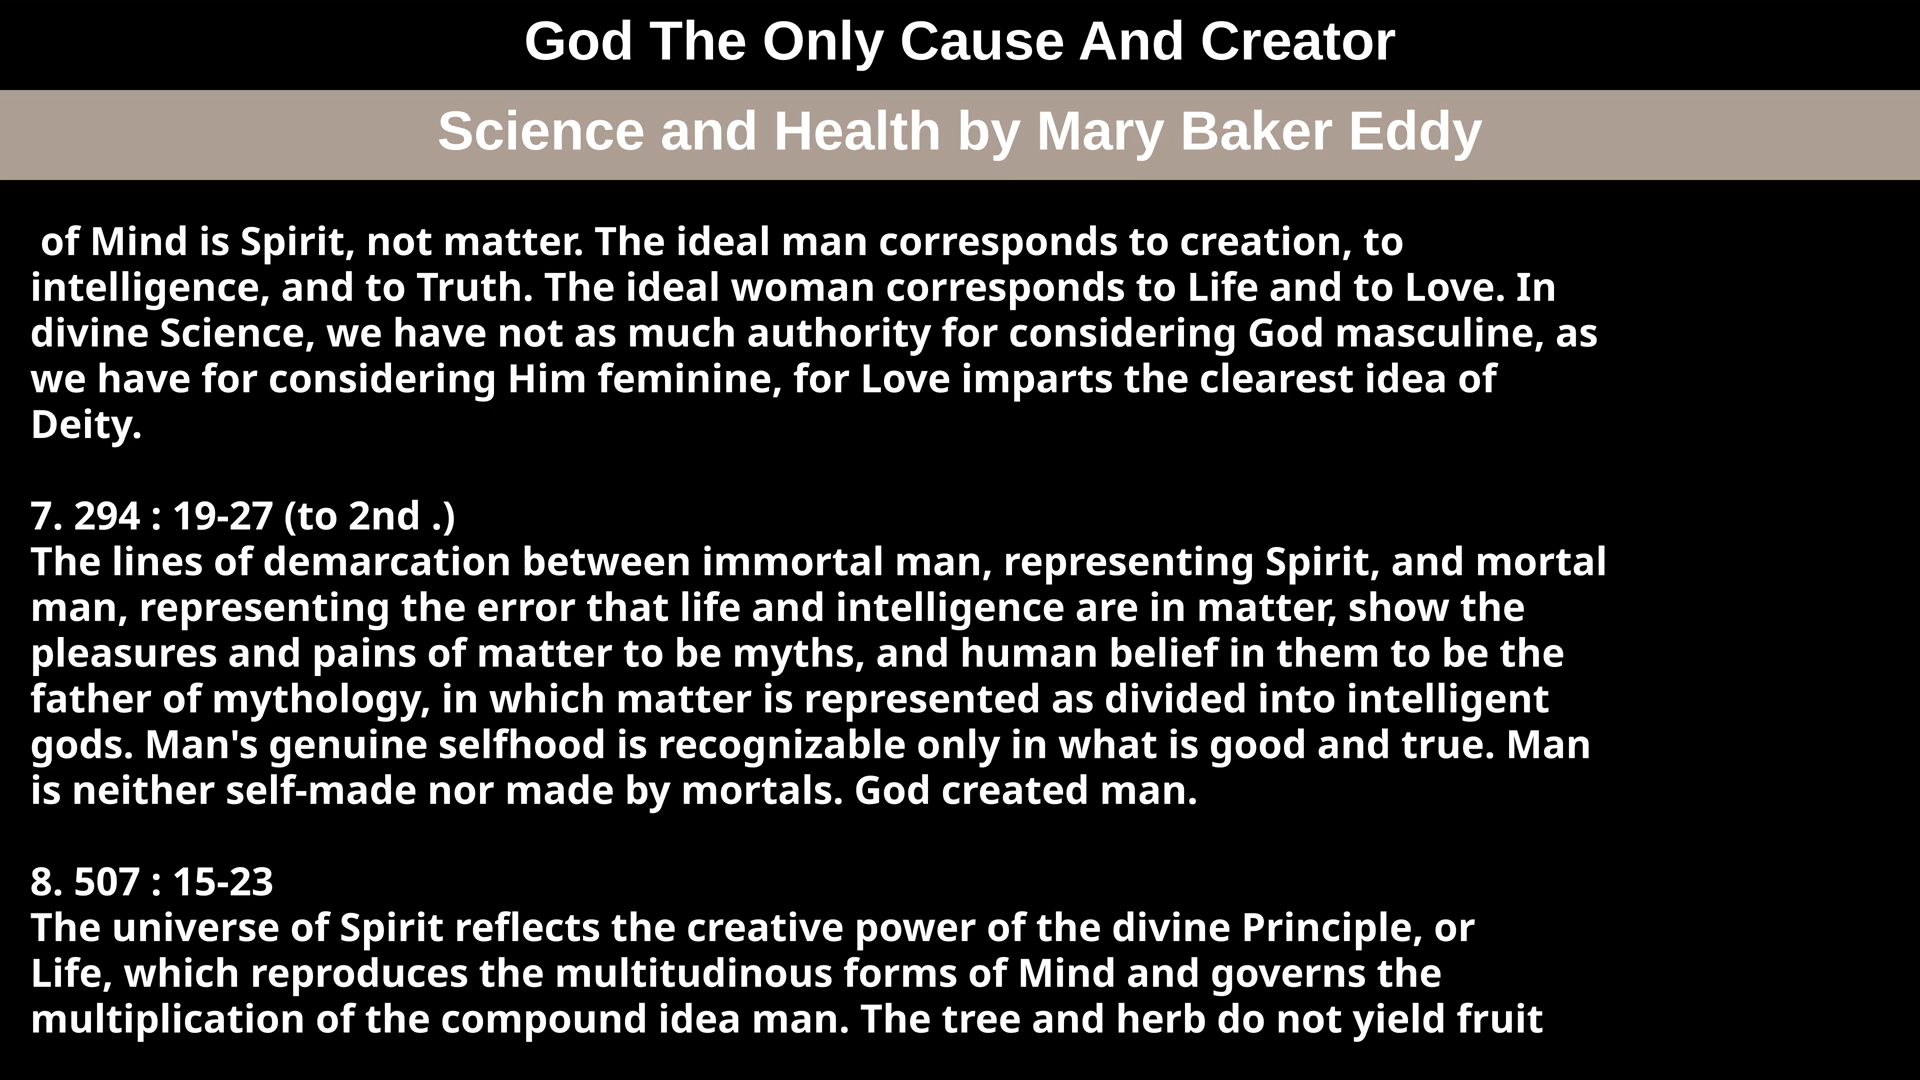 God The Only Cause And Creator
Science and Health by Mary Baker Eddy
of Mind is Spirit, not matter. The ideal man corresponds to creation, to
intelligence, and to Truth. The ideal woman corresponds to Life and to Love. In
divine Science, we have not as much authority for considering God masculine, as
we have for considering Him feminine, for Love imparts the clearest idea of
Deity.
7. 294 : 19-27 (to 2nd .)
The lines of demarcation between immortal man, representing Spirit, and mortal
man, representing the error that life and intelligence are in matter, show the
pleasures and pains of matter to be myths, and human belief in them to be the
father of mythology, in which matter is represented as divided into intelligent
gods. Man's genuine selfhood is recognizable only in what is good and true. Man
is neither self-made nor made by mortals. God created man.
8. 507 : 15-23
The universe of Spirit reflects the creative power of the divine Principle, or
Life, which reproduces the multitudinous forms of Mind and governs the
multiplication of the compound idea man. The tree and herb do not yield fruit